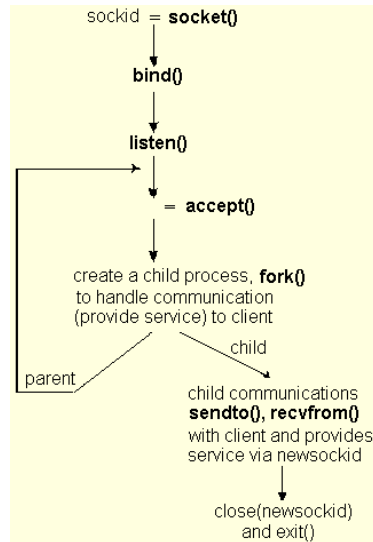 sockid = socket()
bind()
listen()
= accept()
create a child process, fork()
to handle communication
(provide service) to client
child
parent
child communications
sendto(), recvfrom()
with client and provides
service via newsockid
close(newsockid)
and exit()